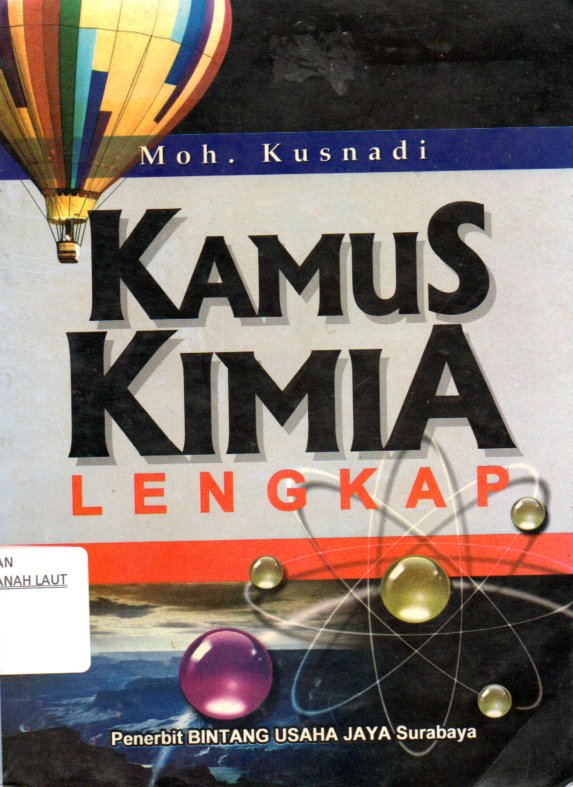 Moh. Kusnadi
KAMUS
KIMIA
LENGKAP
AN
ANAH LAUT
Penerbit BINTANG USAHA JAYA Surabaya